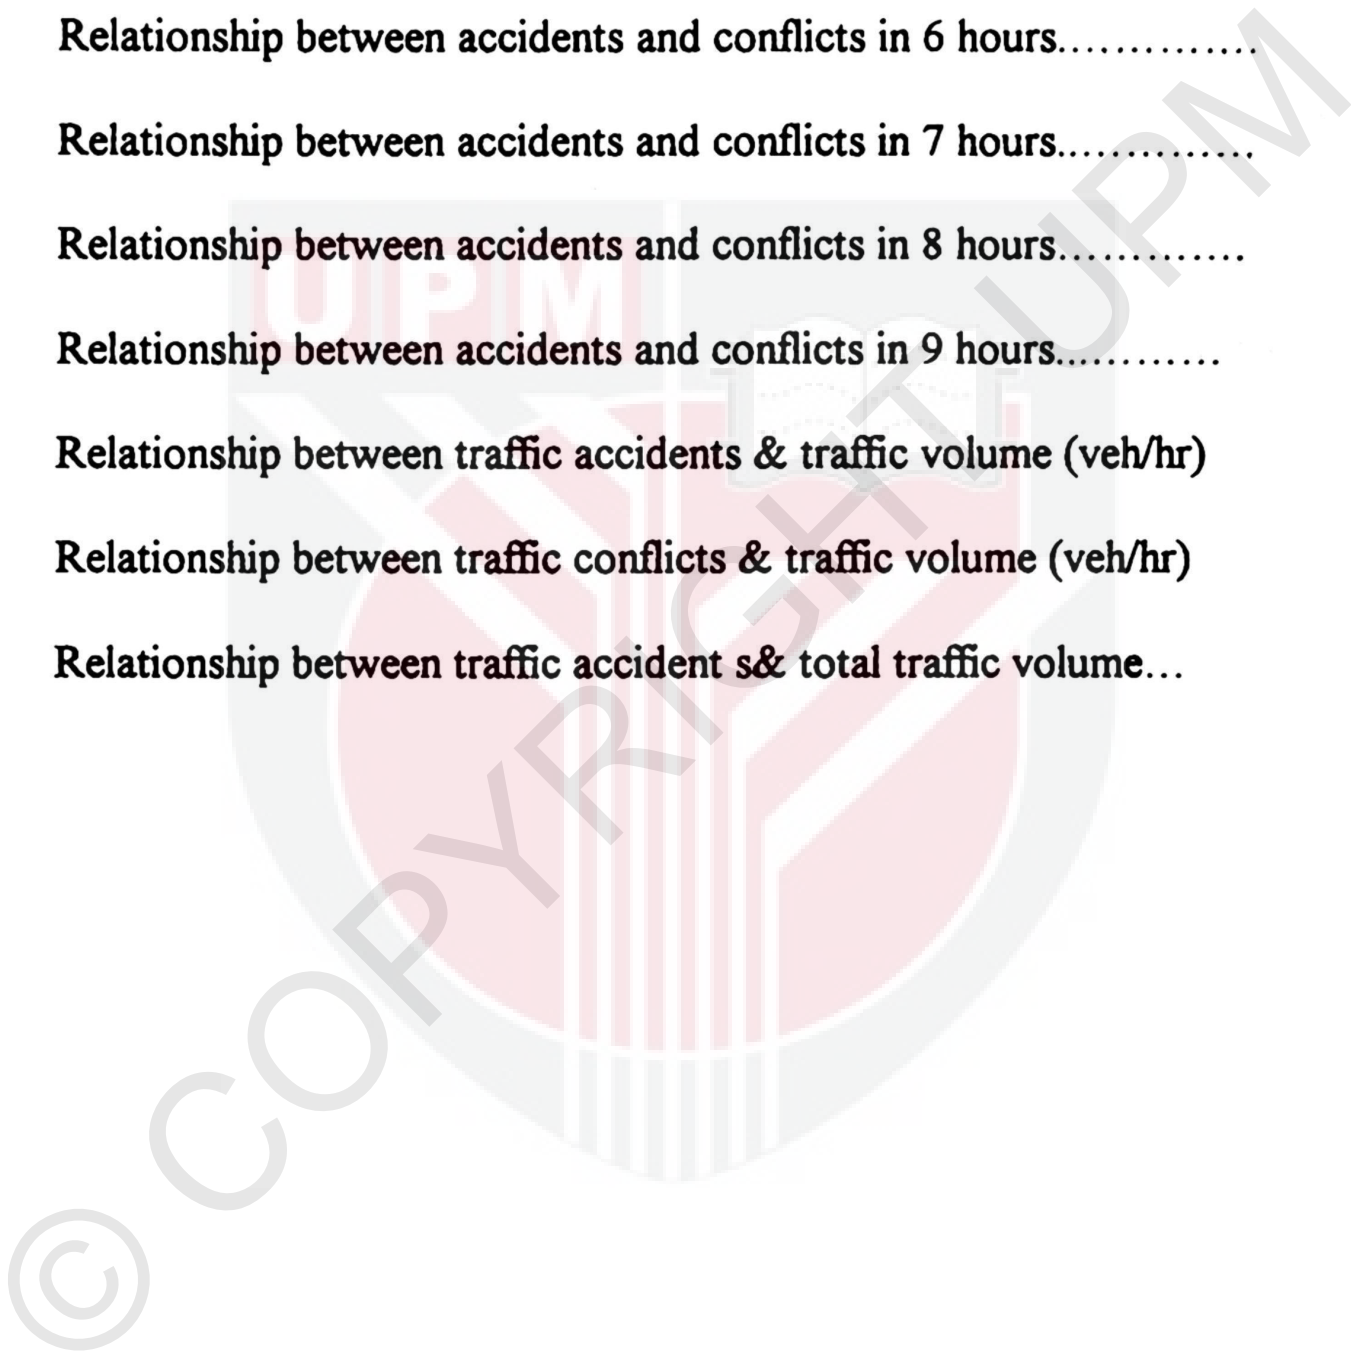 Relationship between accidents and conflicts in 6 hours..............
Relationship between accidents and conflicts in 7 hours..............
Relationship between accidents and conflicts in 8 hours.............
Relationship between accidents and conflicts in 9 hours............
Relationship between traffic accidents & traffic volume (veh/hr)
Relationship between traffic conflicts & traffic volume (veh/hr)
Relationship between traffic accident s& total traffic volume...
UPM
© COPYRIGHT UPM